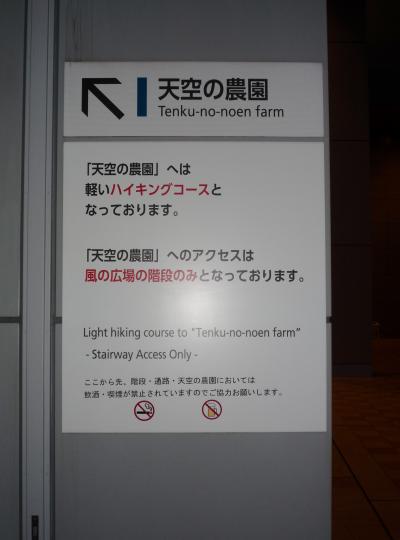 天空の農園
Tenku-no-noen farm
「天空の農園」へは
軽いハイキングコースと
なっております。
「天空の農園」へのアクセスは
風の広場の階段のみとなっております。
Light hiking course to "Tenku-no-noen farm"
- Stairway Access Only -
ここから先、階段・通路・天空の農園においては
飲酒・喫煙が禁止されていますのでご協力お願いします。